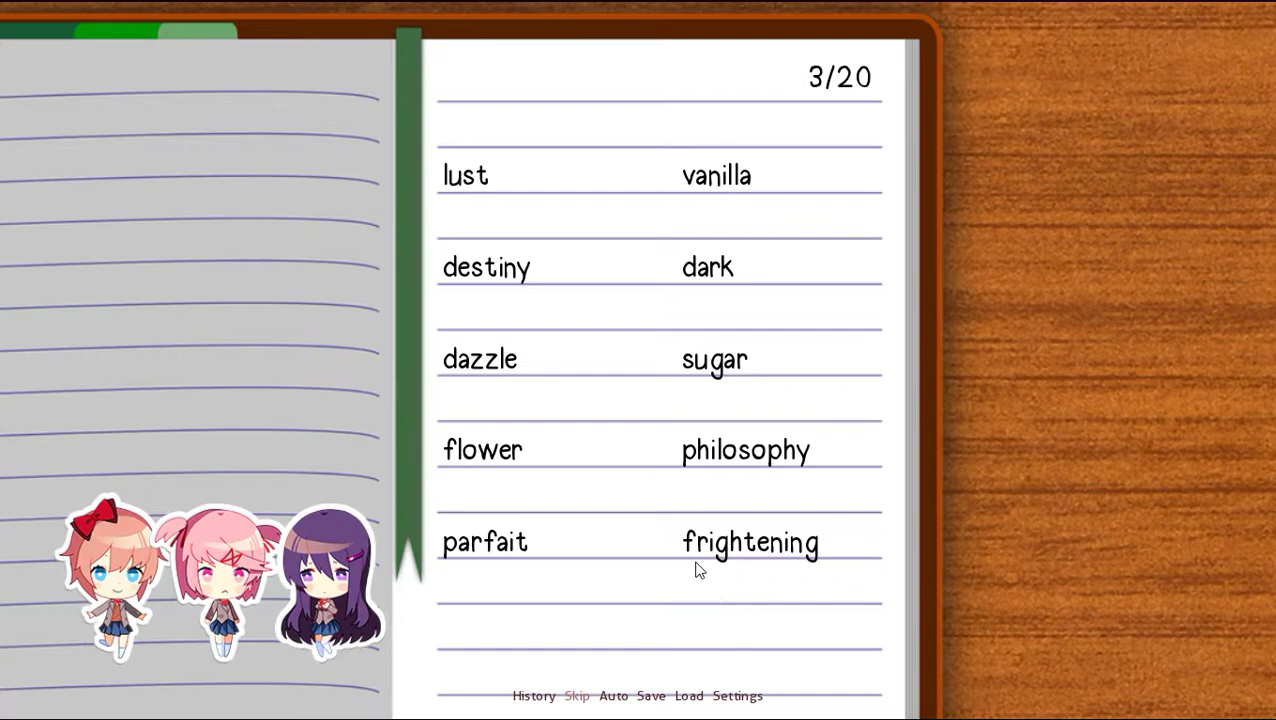 3/20
lust vanilla
destiny dark
dazzle sugar
flower philosophy
parfait frightening
History Skip Auto Save Load Settings